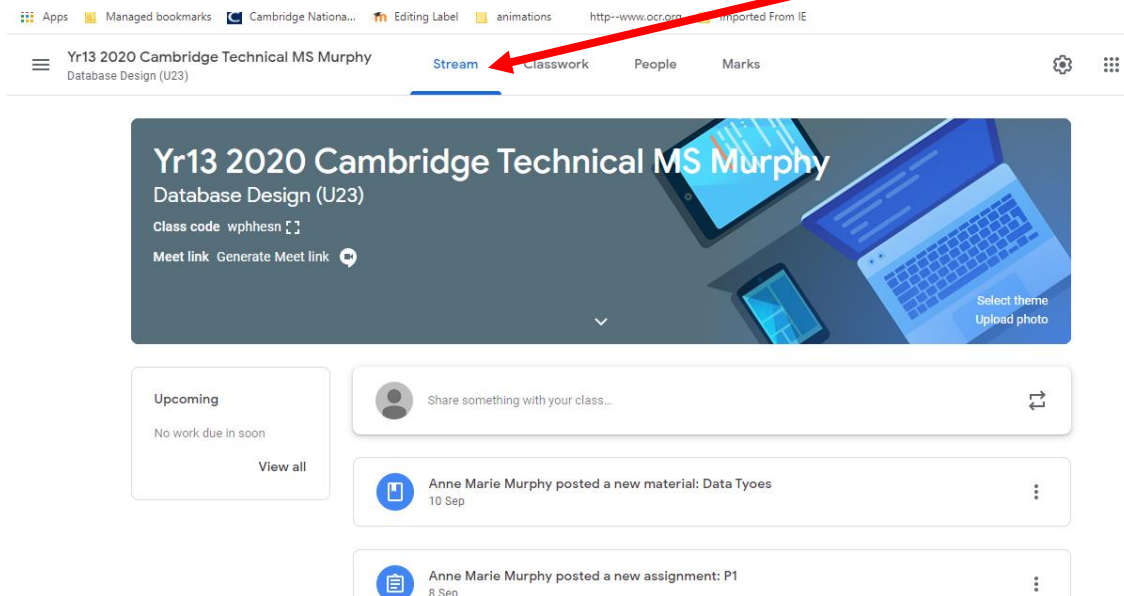 Apps Managed bookmarks Cambridge Nationa... Editing Label animations http--www.ocr.org Imported From IE
Yr13 2020 Cambridge Technical MS Murphy Stream Classwork People Marks
Database Design (U23)
Yr13 2020 Cambridge Technical MS Murphy
Database Design (U23)
Class code wphhesn
Meet link Generate Meet link
Select theme
Upload photo
Upcoming
No work due in soon
View all
Share something with your class...
Anne Marie Murphy posted a new material: Data Tyoes
10 Sep
Anne Marie Murphy posted a new assignment: P1
8 Sep